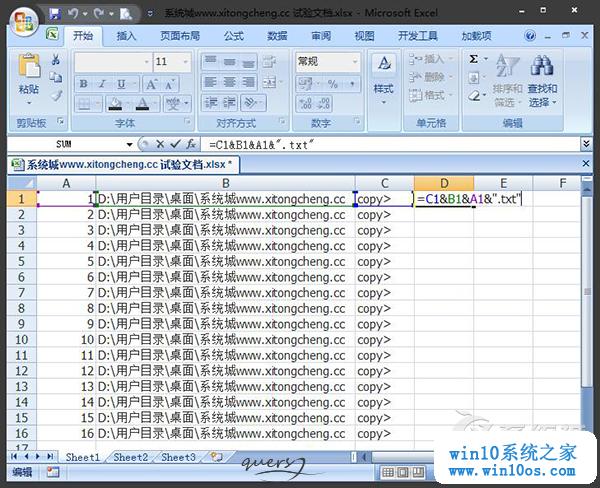 系统城www.xitongcheng.cc 试验文档.xlsx - Microsoft Excel
开始 插入 页面布局 公式 数据 审阅 视图 开发工具 加载项
粘贴 11 常规 样式 插入 删除 格式 排序和筛选 查找和选择
B I U
剪贴板 字体 对齐方式 数字 单元格 编辑
SUM =C1&B1&A1&".txt"
系统城www.xitongcheng.cc 试验文档.xlsx *
A B C D E F
1 1 D:\用户目录\桌面\系统城www.xitongcheng.cc copy> =C1&B1&A1&".txt"
2 2 D:\用户目录\桌面\系统城www.xitongcheng.cc copy>
3 3 D:\用户目录\桌面\系统城www.xitongcheng.cc copy>
4 4 D:\用户目录\桌面\系统城www.xitongcheng.cc copy>
5 5 D:\用户目录\桌面\系统城www.xitongcheng.cc copy>
6 6 D:\用户目录\桌面\系统城www.xitongcheng.cc copy>
7 7 D:\用户目录\桌面\系统城www.xitongcheng.cc copy>
8 8 D:\用户目录\桌面\系统城www.xitongcheng.cc copy>
9 9 D:\用户目录\桌面\系统城www.xitongcheng.cc copy>
10 10 D:\用户目录\桌面\系统城www.xitongcheng.cc copy>
11 11 D:\用户目录\桌面\系统城www.xitongcheng.cc copy>
12 12 D:\用户目录\桌面\系统城www.xitongcheng.cc copy>
13 13 D:\用户目录\桌面\系统城www.xitongcheng.cc copy>
14 14 D:\用户目录\桌面\系统城www.xitongcheng.cc copy>
15 15 D:\用户目录\桌面\系统城www.xitongcheng.cc copy>
16 16 D:\用户目录\桌面\系统城www.xitongcheng.cc copy>
17
Sheet1 Sheet2 Sheet3
编辑
quers
win10系统之家
www.win10os.com